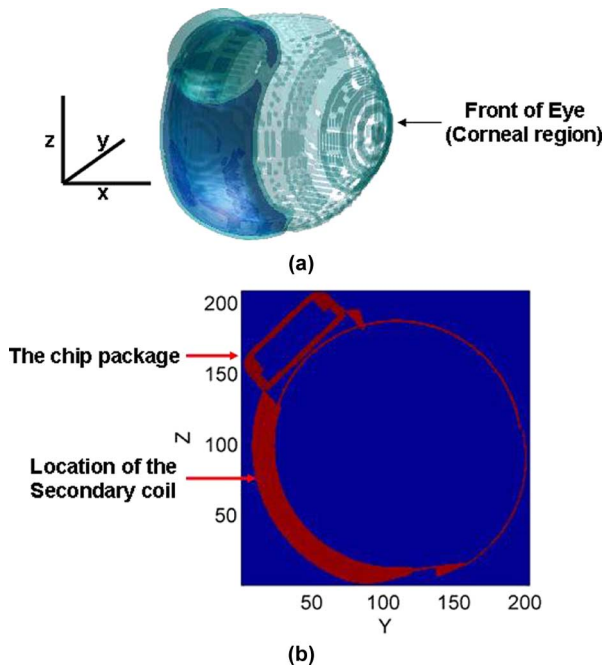 z
y
x
Front of Eye
(Corneal region)
(a)
The chip package
Location of the
Secondary coil
200
150
100
50
Z
50
100
150
200
Y
(b)